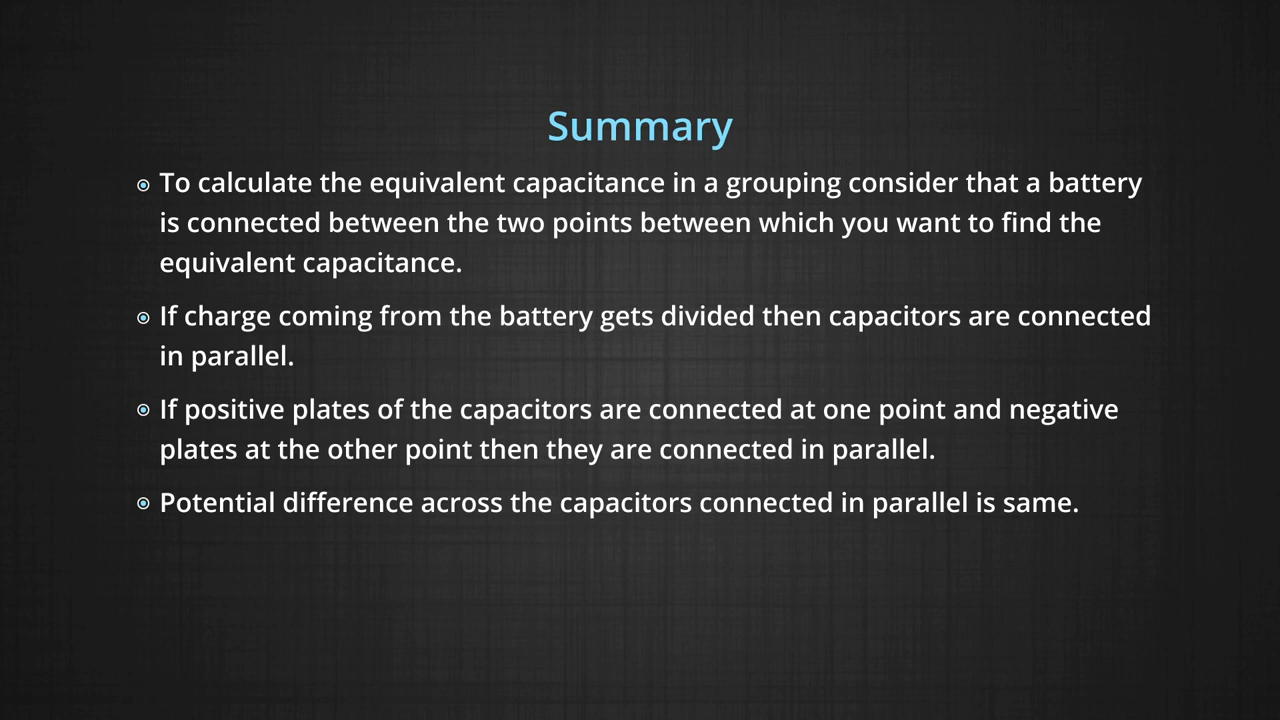 Summary
To calculate the equivalent capacitance in a grouping consider that a battery
is connected between the two points between which you want to find the
equivalent capacitance.
If charge coming from the battery gets divided then capacitors are connected
in parallel.
If positive plates of the capacitors are connected at one point and negative
plates at the other point then they are connected in parallel.
Potential difference across the capacitors connected in parallel is same.